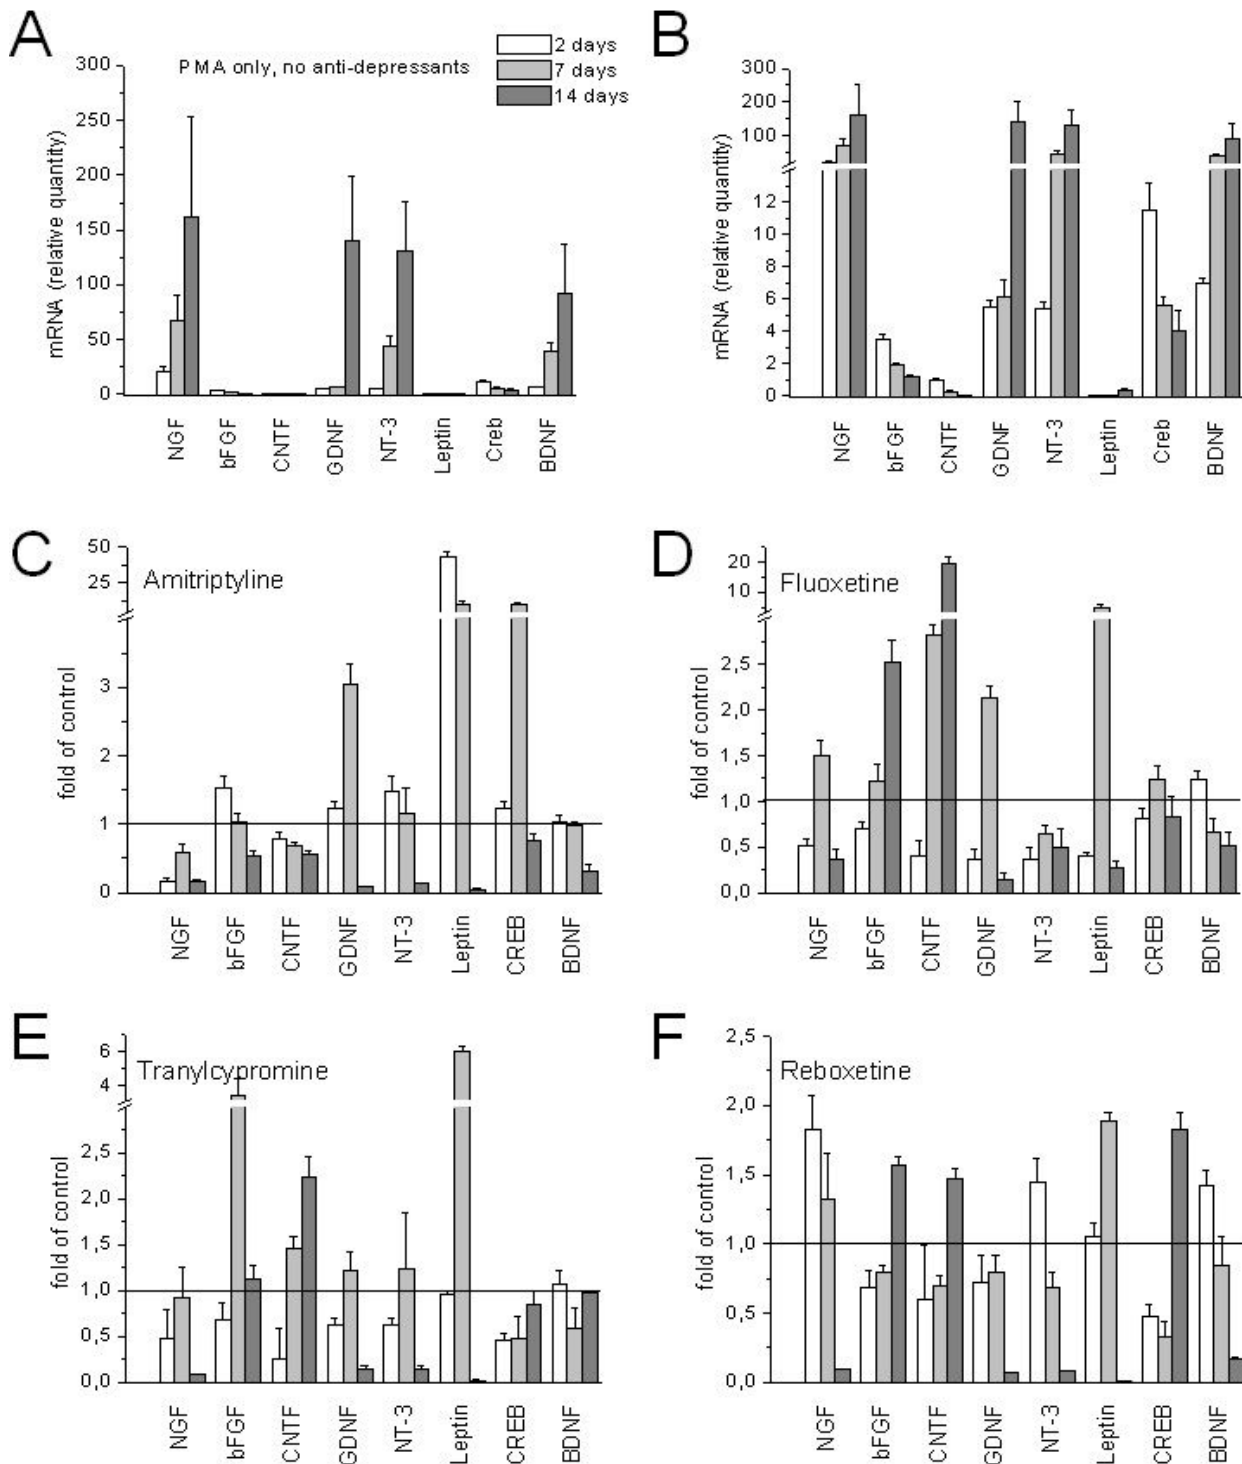 A
PMA only, no anti-depressants
2 days
7 days
14 days
mRNA (relative quantity)
300
250
200
150
100
50
0
NGF
bFGF
CNTF
GDNF
NT-3
Leptin
Creb
BDNF
B
mRNA (relative quantity)
300
200
100
12
10
8
6
4
2
0
NGF
bFGF
CNTF
GDNF
NT-3
Leptin
Creb
BDNF
C
Amitriptyline
fold of control
50
25
3
2
1
0
NGF
bFGF
CNTF
GDNF
NT-3
Leptin
CREB
BDNF
D
Fluoxetine
fold of control
20
10
2,5
2,0
1,5
1,0
0,5
0,0
NGF
bFGF
CNTF
GDNF
NT-3
Leptin
CREB
BDNF
E
Tranylcypromine
fold of control
6
4
2,5
2,0
1,5
1,0
0,5
0,0
NGF
bFGF
CNTF
GDNF
NT-3
Leptin
CREB
BDNF
F
Reboxetine
fold of control
2,5
2,0
1,5
1,0
0,5
0,0
NGF
bFGF
CNTF
GDNF
NT-3
Leptin
CREB
BDNF